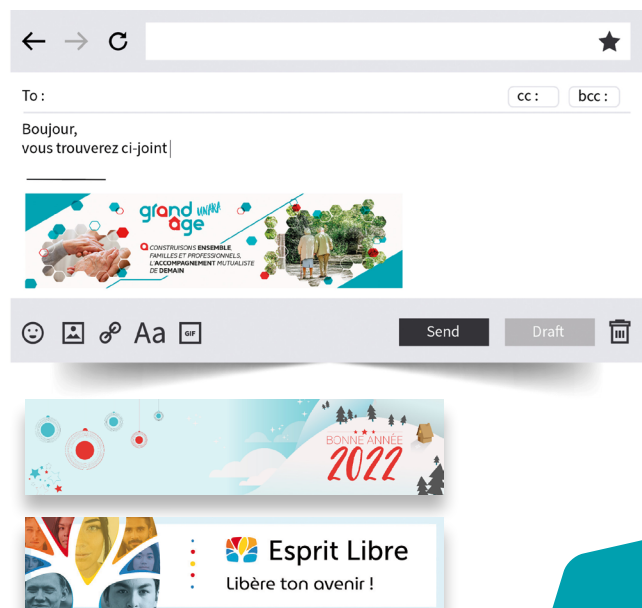 To :
cc :
bcc :
Boujour,
vous trouverez ci-joint
grand
âge
UNARA
CONSTRUISONS ENSEMBLE,
FAMILLES ET PROFESSIONNELS,
L'ACCOMPAGNEMENT MUTUALISTE
DE DEMAIN
Aa
GIF
Send
Draft
BONNE ANNÉE
2022
Esprit Libre
Libère ton avenir !